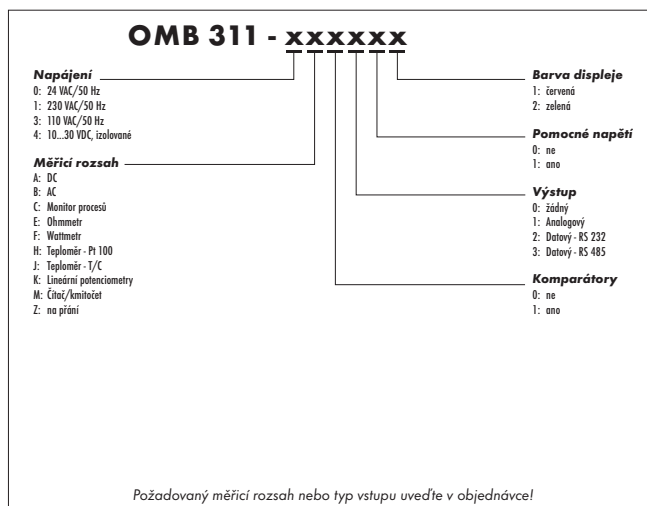 OMB 311 - xxxxxx
Napájení
0: 24 VAC/50 Hz
1: 230 VAC/50 Hz
3: 110 VAC/50 Hz
4: 10...30 VDC, izolované
Měřicí rozsah
A: DC
B: AC
C: Monitor procesů
E: Ohmmetr
F: Wattmetr
H: Teploměr - Pt 100
J: Teploměr - T/C
K: Lineární potenciometry
M: Čítač/kmitočet
Z: na přání
Barva displeje
1: červená
2: zelená
Pomocné napětí
0: ne
1: ano
Výstup
0: žádný
1: Analogový
2: Datový - RS 232
3: Datový - RS 485
Komparátory
0: ne
1: ano
Požadovaný měřicí rozsah nebo typ vstupu uveďte v objednávce!